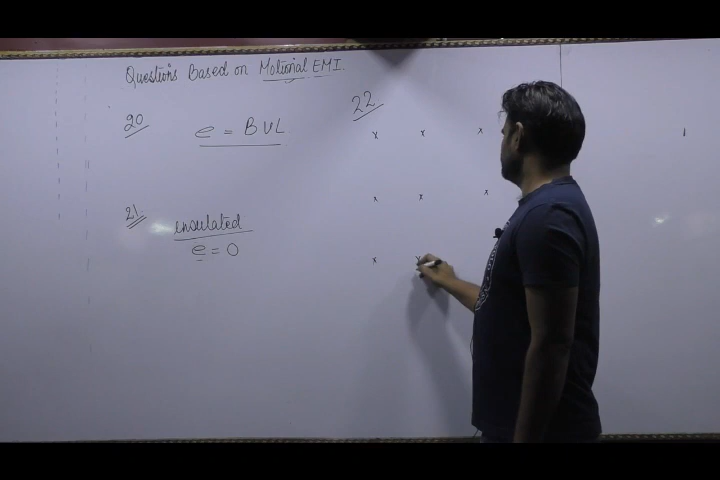 Questions Based on Motional EMI.
20
e = BVL
21.
insulated
e = 0
22
x x x
x x x
x x